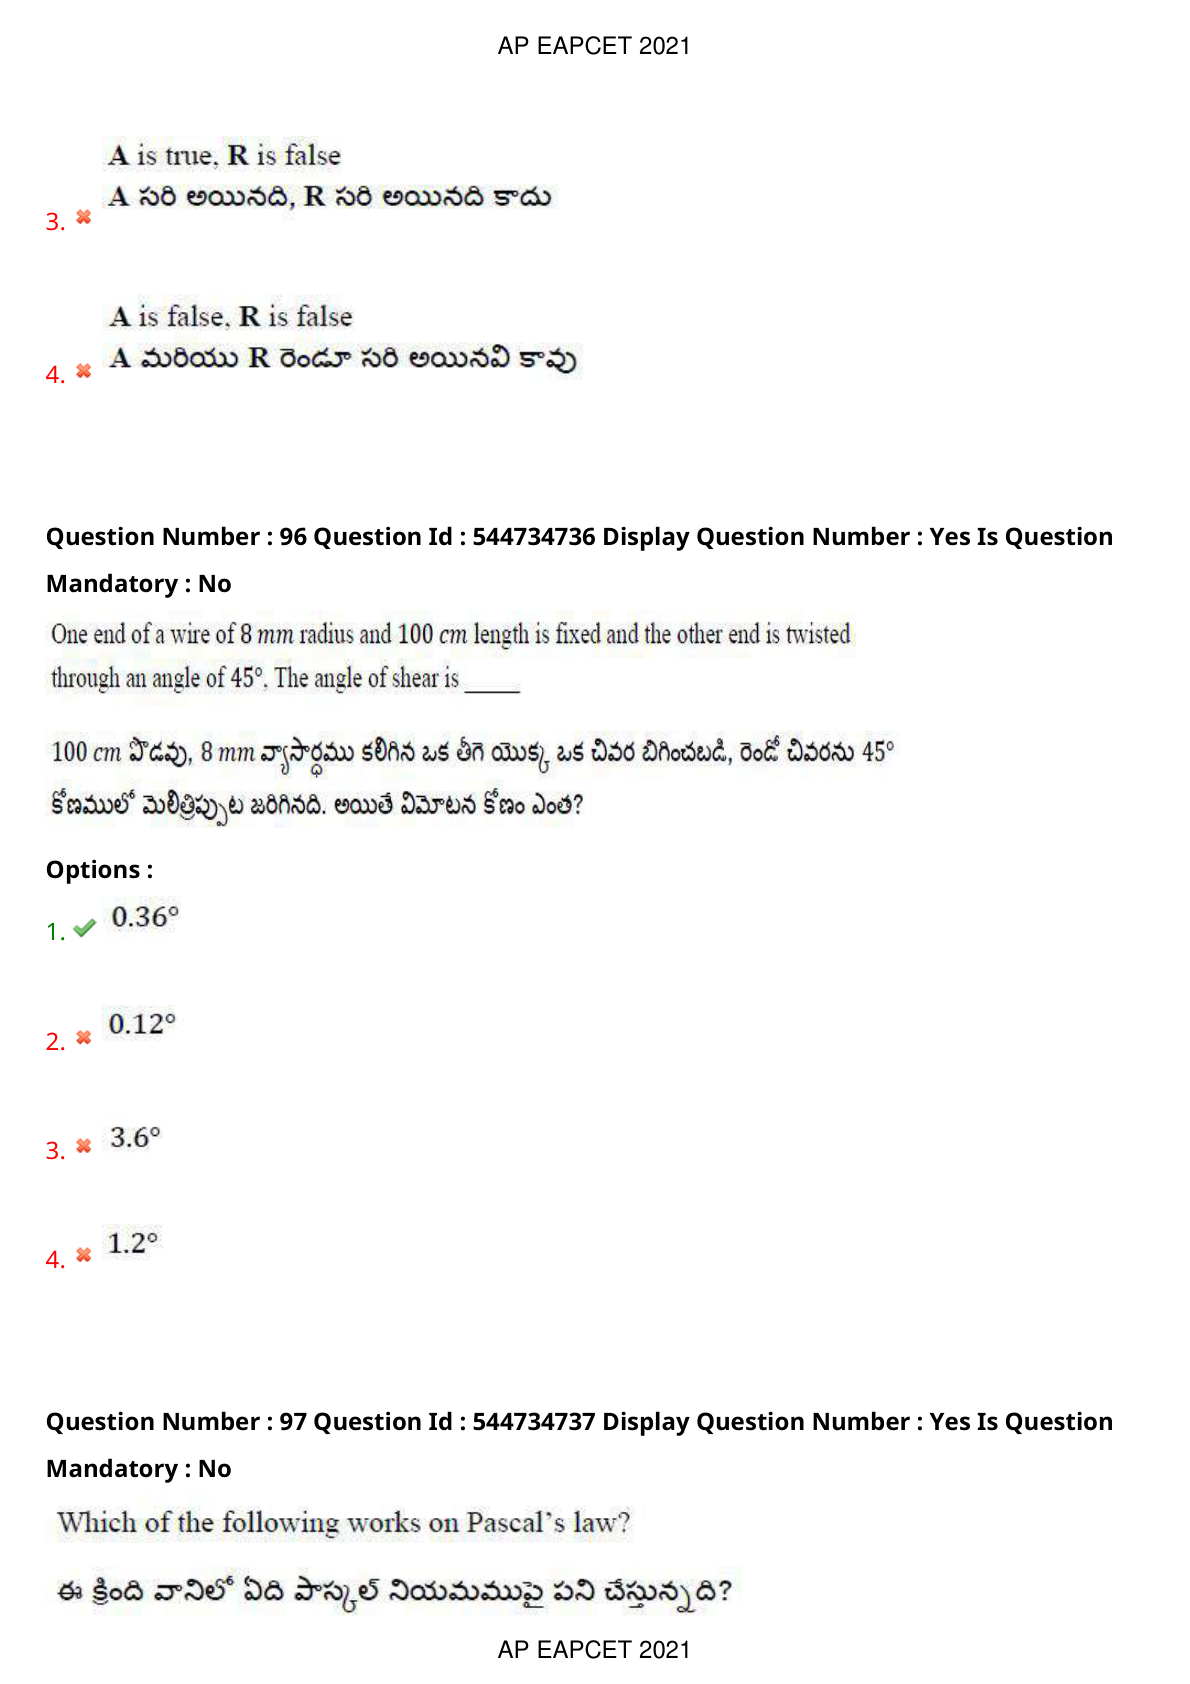 AP EAPCET 2021
A is true, R is false
A సరి అయినది, R సరి అయినది కాదు
3.
A is false, R is false
A మరియు R రెండూ సరి అయినవి కావు
4.
Question Number : 96 Question Id : 544734736 Display Question Number : Yes Is Question
Mandatory : No
One end of a wire of 8 mm radius and 100 cm length is fixed and the other end is twisted
through an angle of 45°. The angle of shear is _____
100 cm పొడవు, 8 mm వ్యాసార్ధము కలిగిన ఒక తీగె యొక్క ఒక చివర బిగించబడి, రెండో చివరను 45°
కోణములో మెలిత్రిప్పుట జరిగినది. అయితే విమోటన కోణం ఎంత?
Options :
1. 0.36°
2. 0.12°
3. 3.6°
4. 1.2°
Question Number : 97 Question Id : 544734737 Display Question Number : Yes Is Question
Mandatory : No
Which of the following works on Pascal’s law?
ఈ క్రింది వానిలో ఏది పాస్కల్ నియమముపై పని చేస్తున్నది?
AP EAPCET 2021